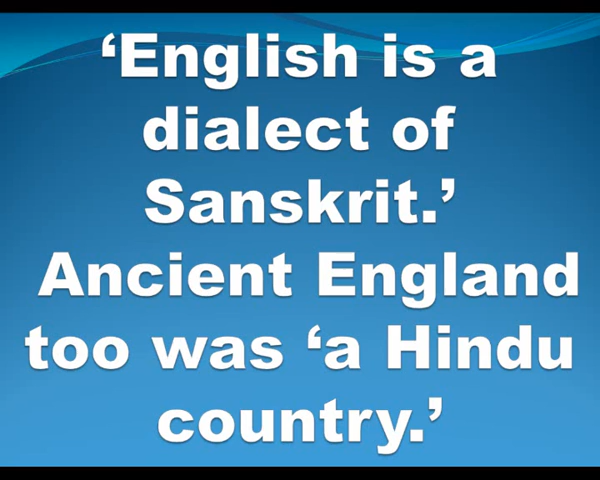 ‘English is a
dialect of
Sanskrit.’
Ancient England
too was ‘a Hindu
country.’